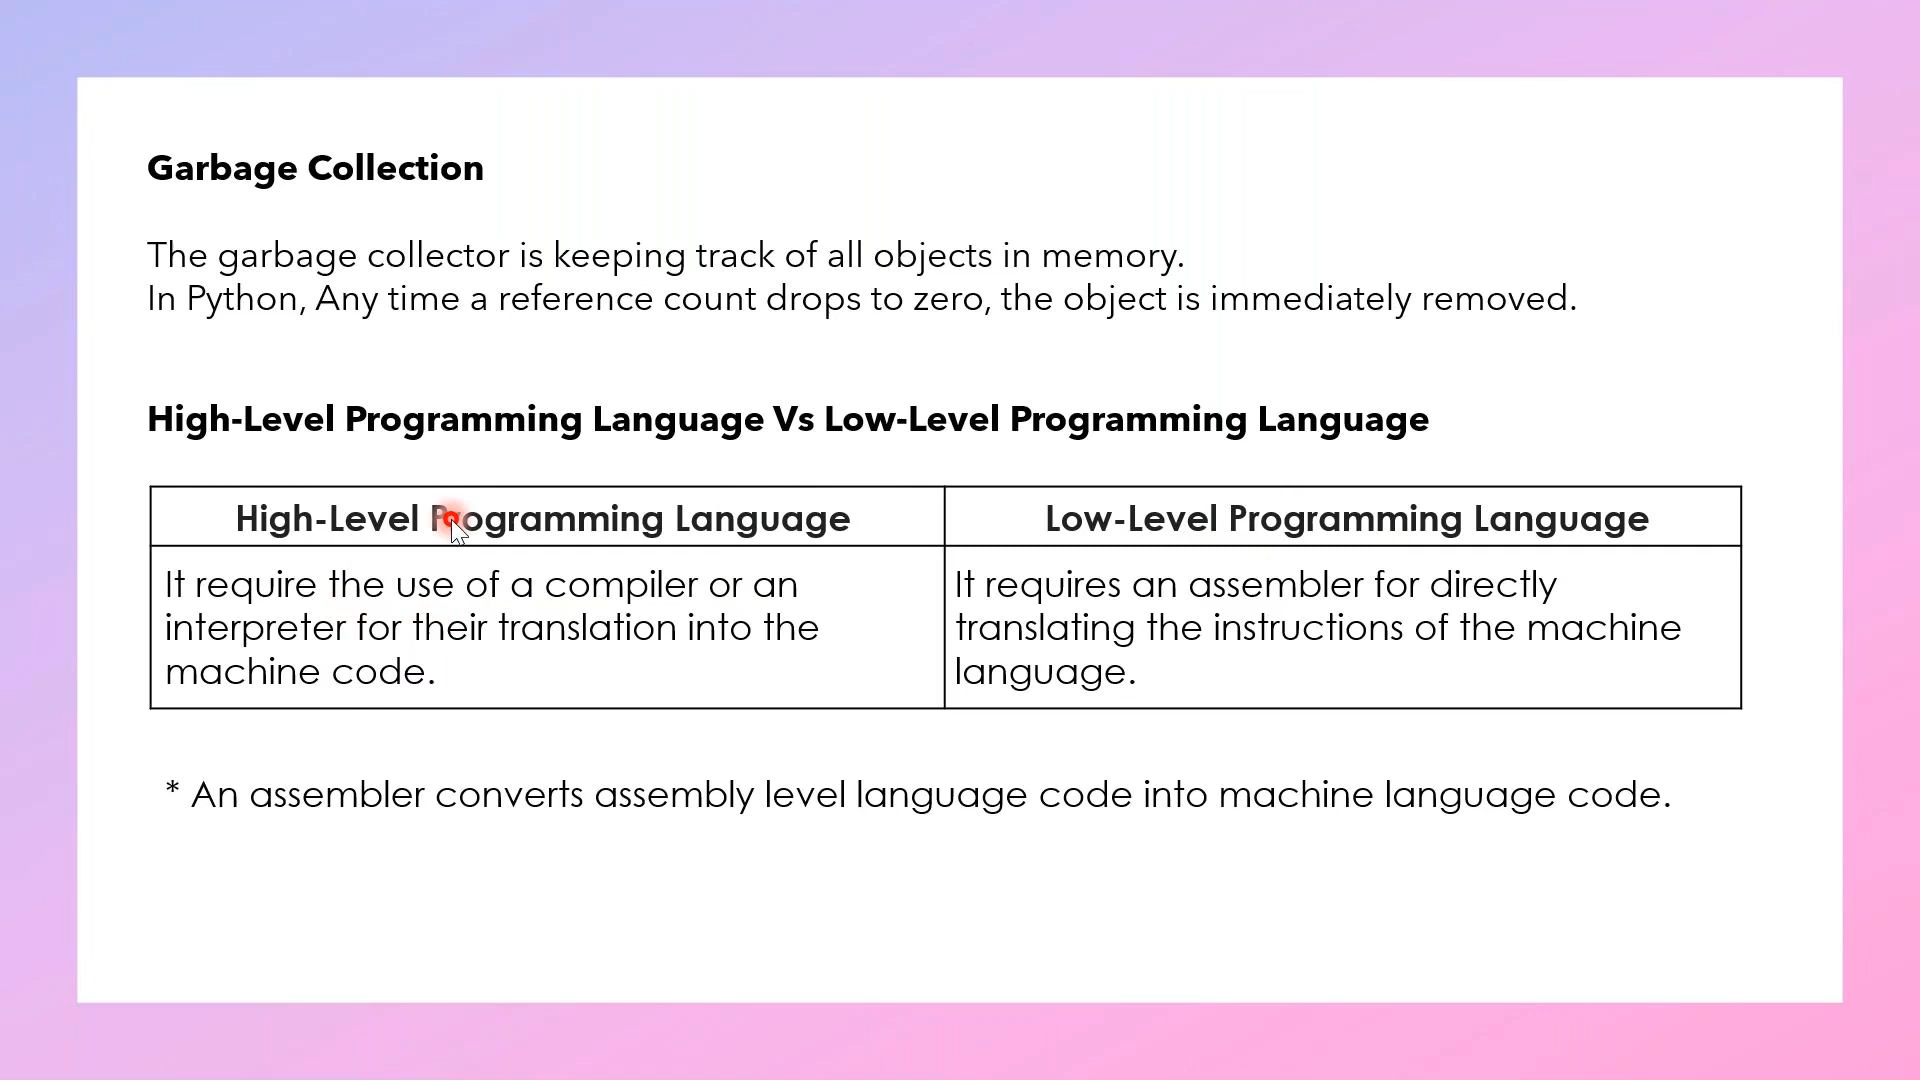 Garbage Collection
The garbage collector is keeping track of all objects in memory.
In Python, Any time a reference count drops to zero, the object is immediately removed.
High-Level Programming Language Vs Low-Level Programming Language
High-Level Programming Language
Low-Level Programming Language
It require the use of a compiler or an
interpreter for their translation into the
machine code.
It requires an assembler for directly
translating the instructions of the machine
language.
* An assembler converts assembly level language code into machine language code.